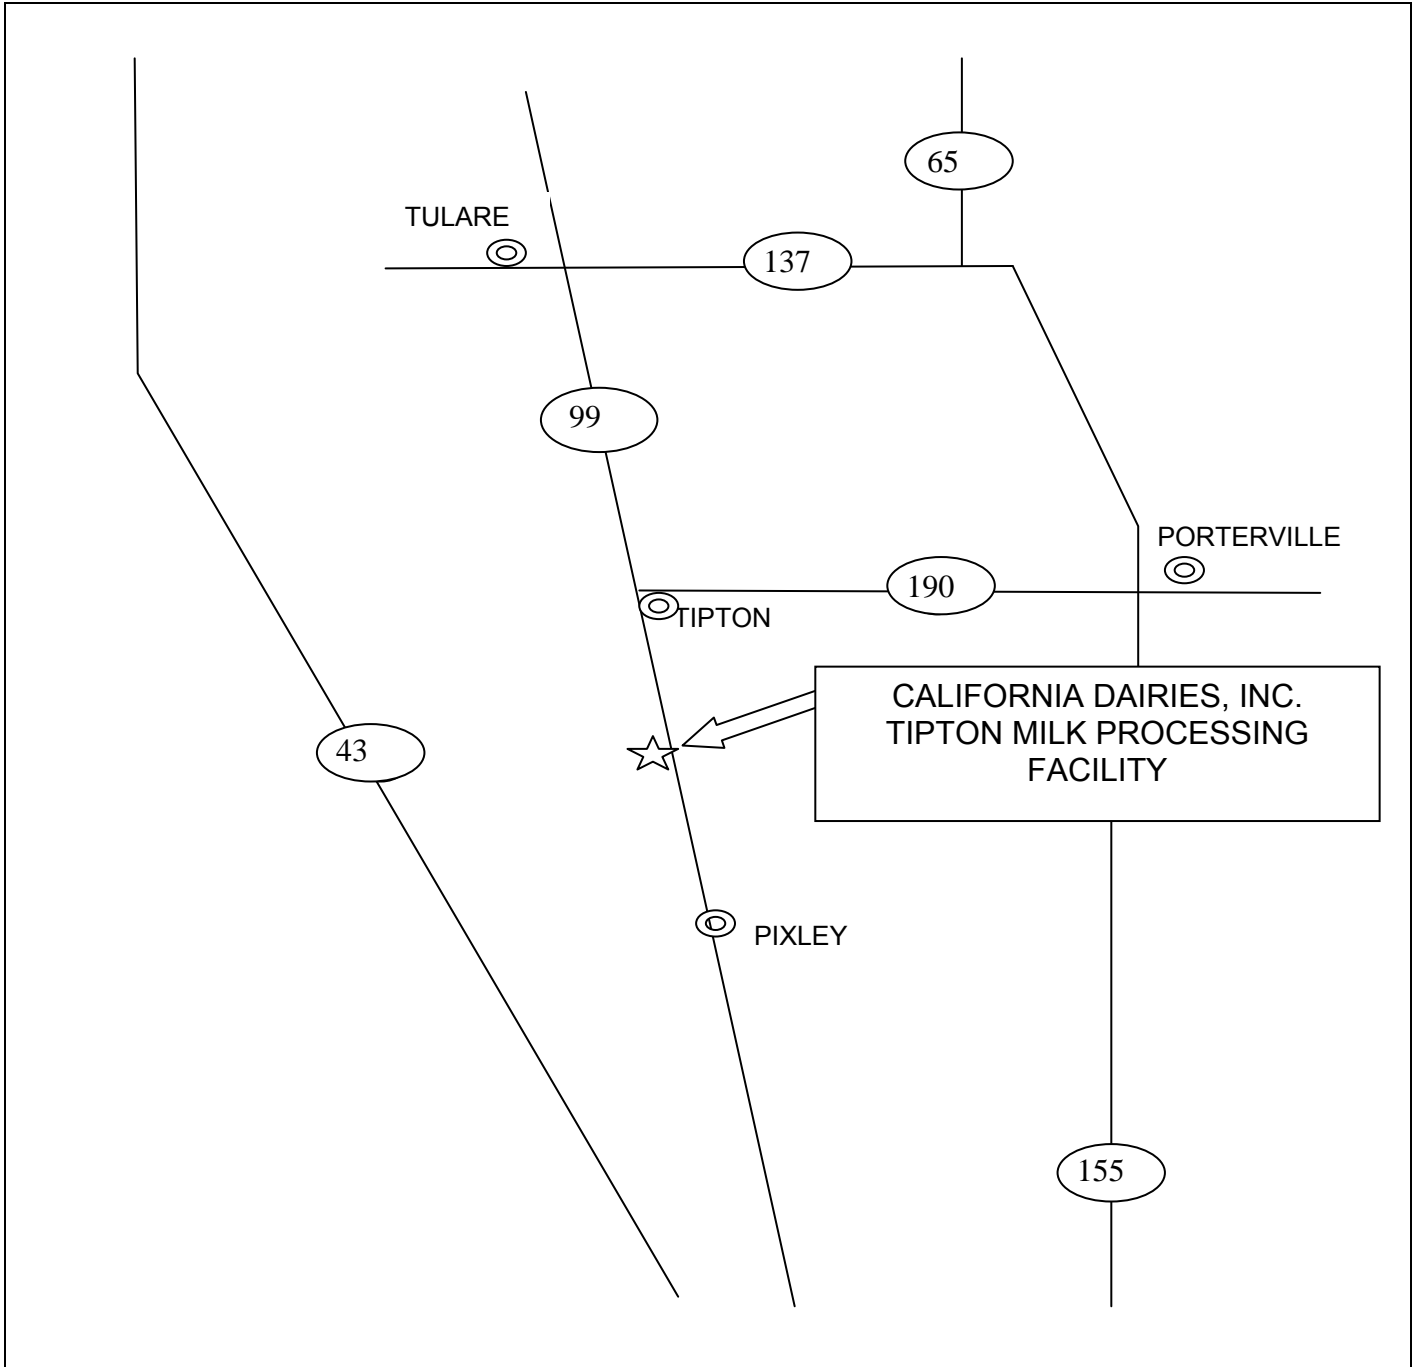 65
TULARE
137
99
PORTERVILLE
190
TIPTON
CALIFORNIA DAIRIES, INC.
TIPTON MILK PROCESSING
FACILITY
43
PIXLEY
155